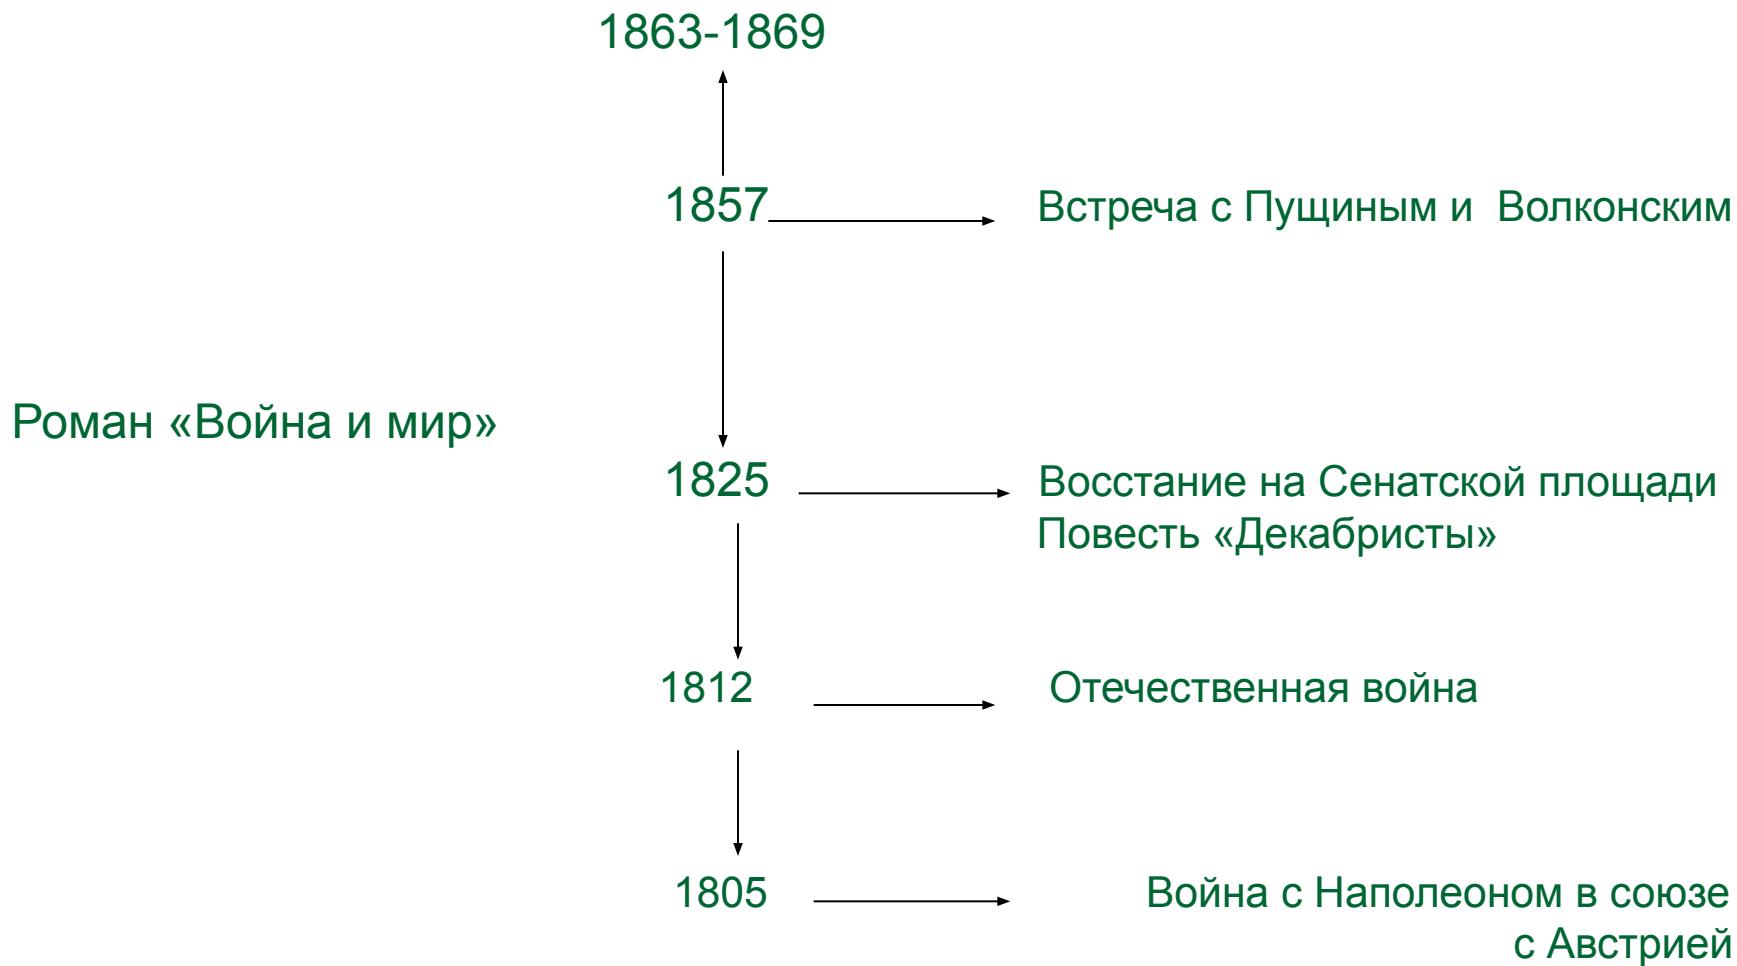 1863-1869
1857
Встреча с Пущиным и Волконским
Роман «Война и мир»
1825
Восстание на Сенатской площади
Повесть «Декабристы»
1812
Отечественная война
1805
Война с Наполеоном в союзе
с Австрией